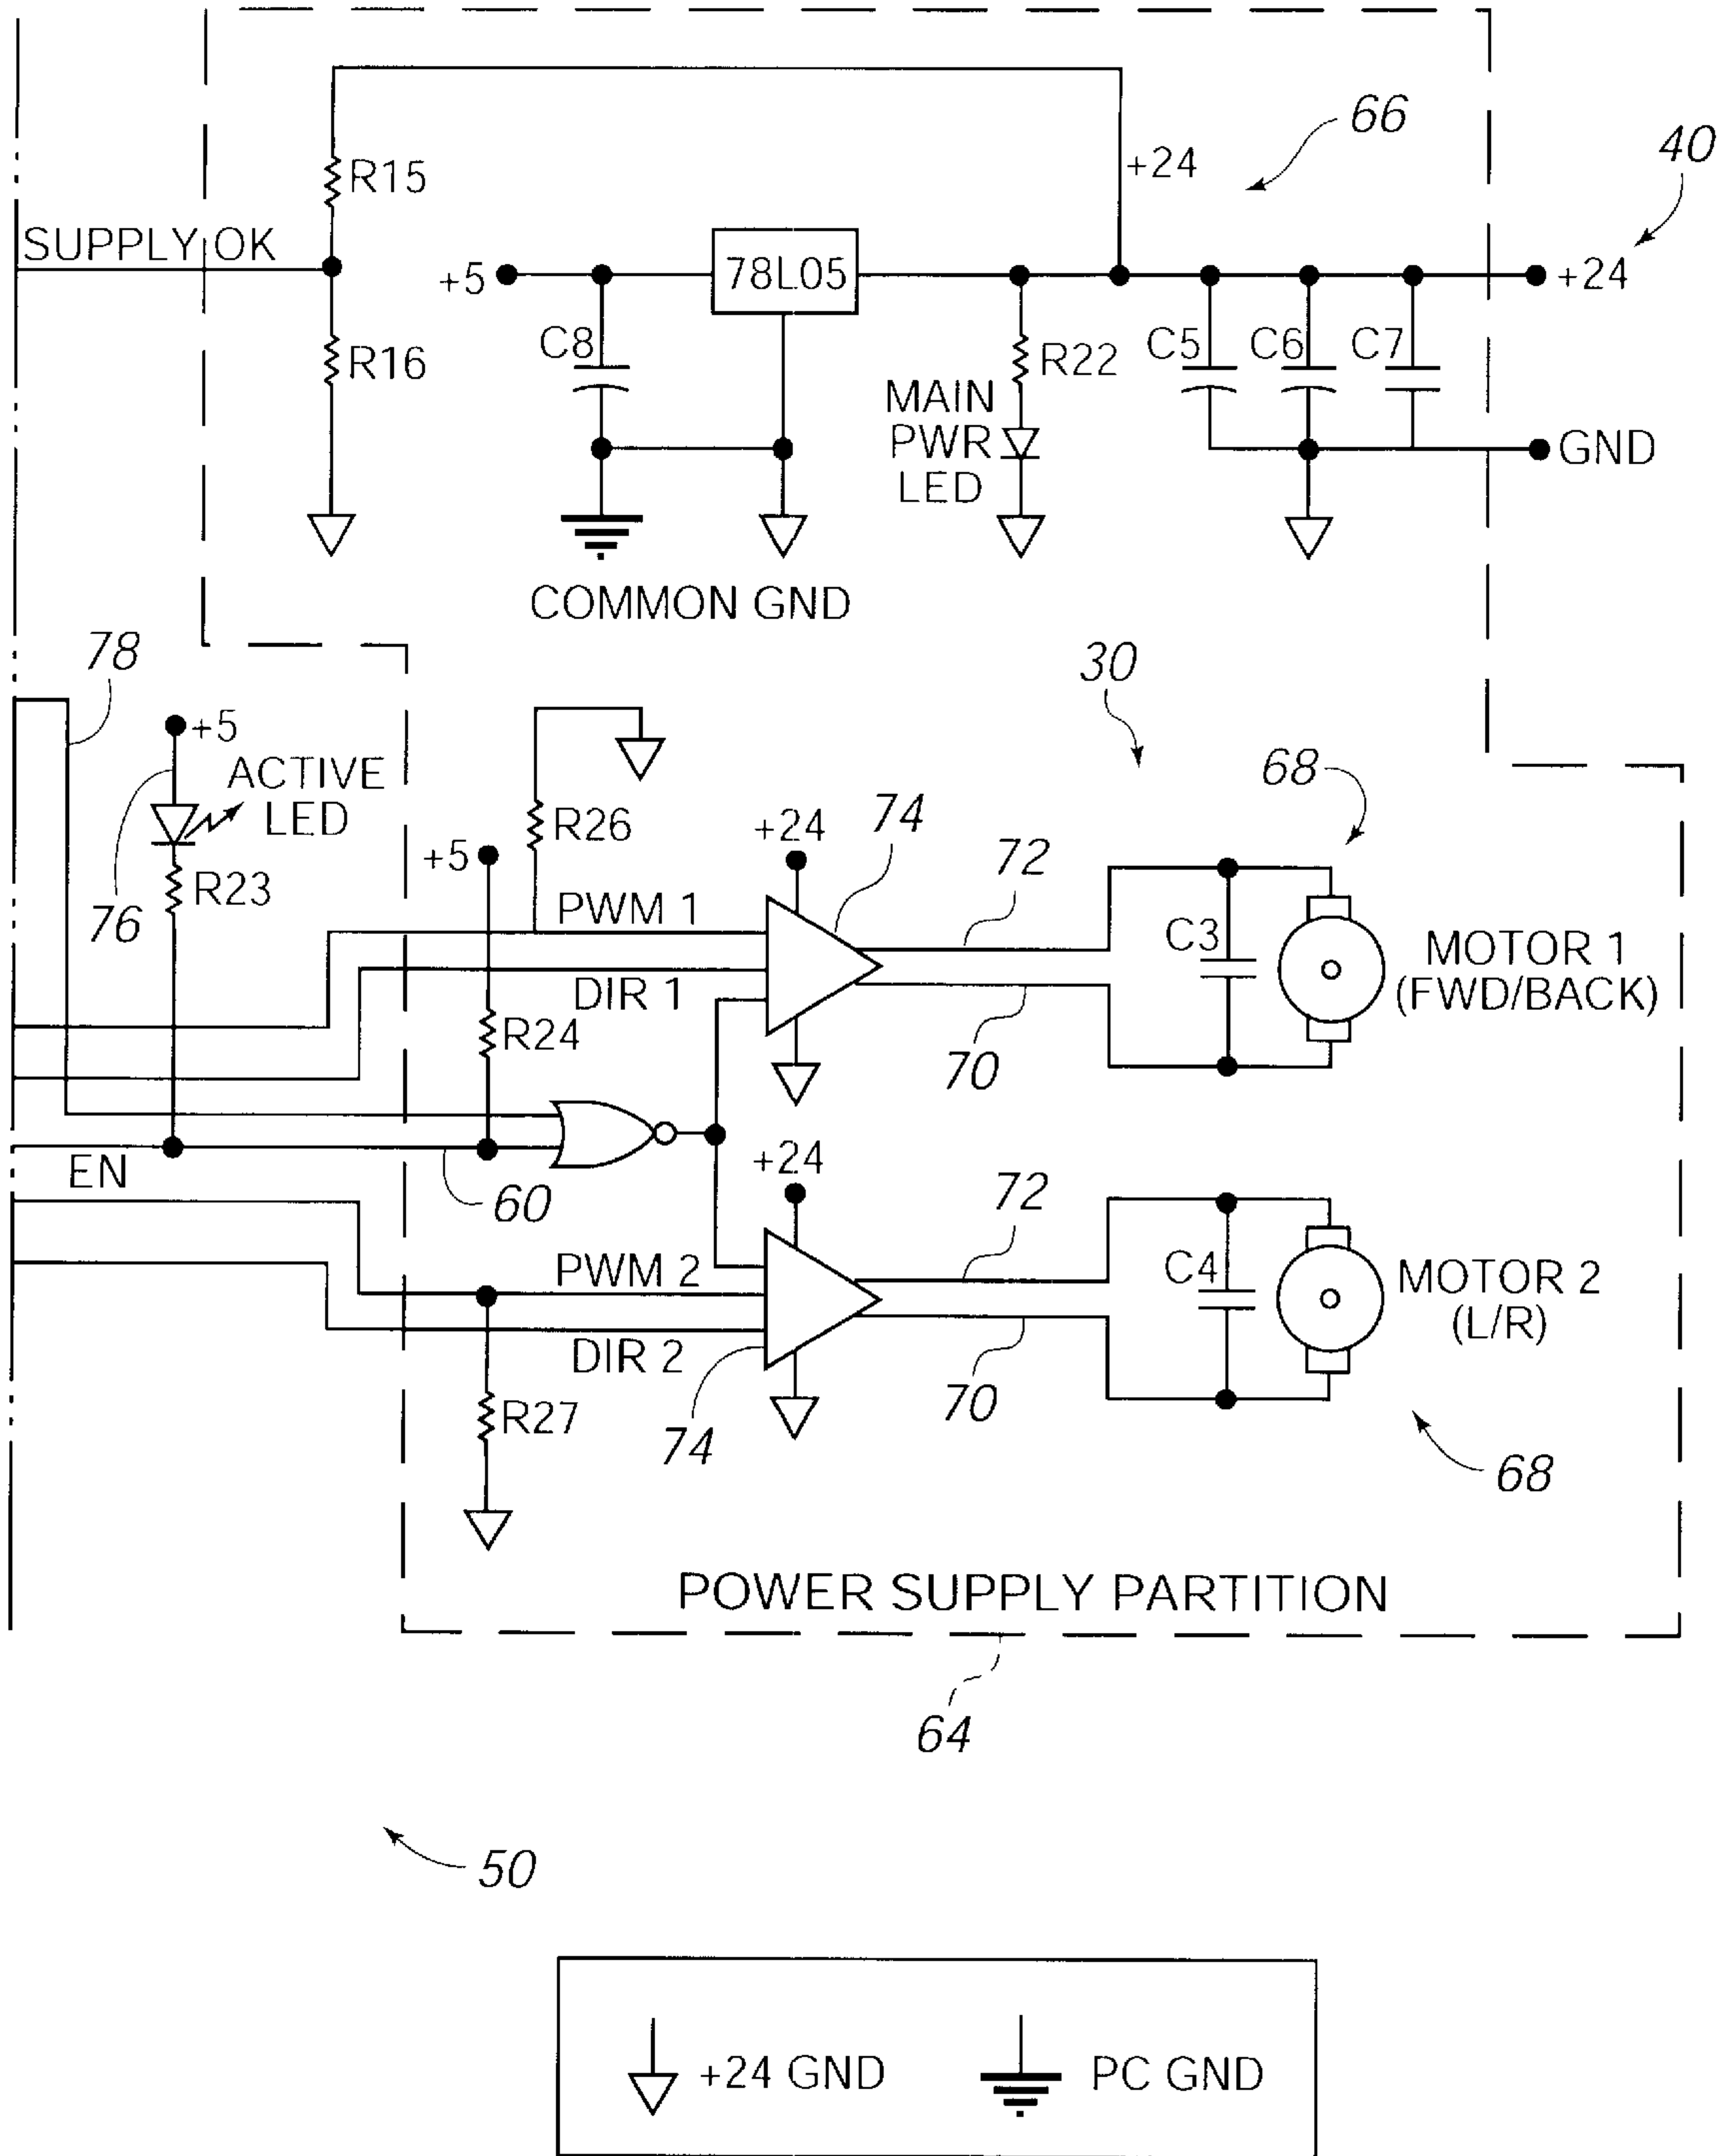 66
40
+24
R15
SUPPLY OK
78L05
+5
+24
C8
R16
R22
C5
C6
C7
MAIN
PWR
LED
GND
COMMON GND
78
30
+5
68
ACTIVE
LED
R26
+24
74
+5
72
R23
76
PWM 1
C3
MOTOR 1
(FWD/BACK)
DIR 1
R24
70
EN
+24
60
72
PWM 2
C4
MOTOR 2
(L/R)
DIR 2
70
R27
74
68
POWER SUPPLY PARTITION
64
50
+24 GND
PC GND